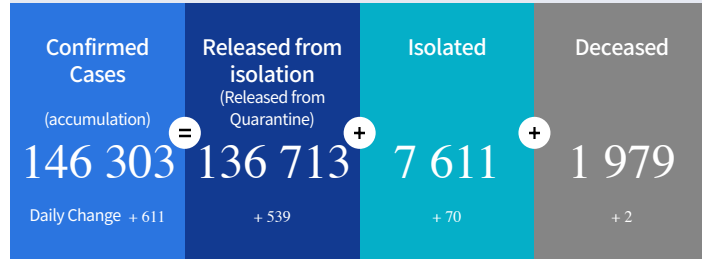 Confirmed
Cases
(accumulation)
146 303
Daily Change + 611
=
Released from
isolation
(Released from
Quarantine)
136 713
+ 539
+
Isolated
7 611
+ 70
+
Deceased
1 979
+ 2